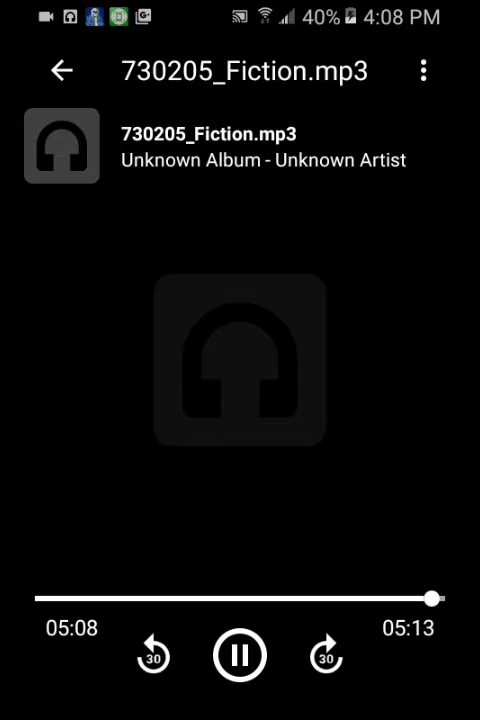 40% 4:08 PM
730205_Fiction.mp3
730205_Fiction.mp3
Unknown Album - Unknown Artist
05:08
05:13
30
30